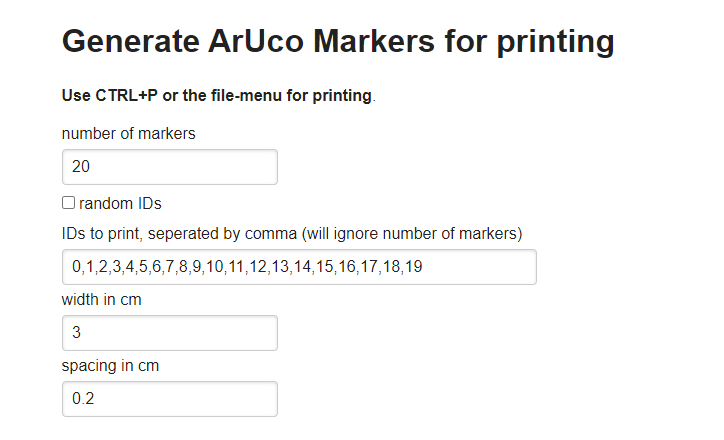 Generate ArUco Markers for printing
Use CTRL+P or the file-menu for printing.
number of markers
20
random IDs
IDs to print, seperated by comma (will ignore number of markers)
0,1,2,3,4,5,6,7,8,9,10,11,12,13,14,15,16,17,18,19
width in cm
3
spacing in cm
0.2